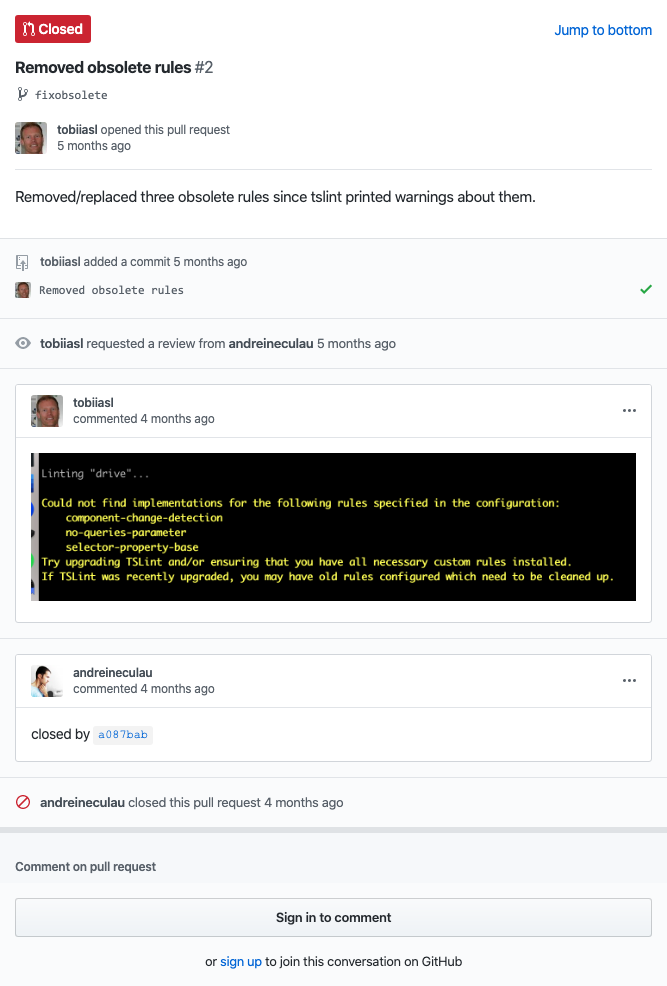 Closed
Jump to bottom
Removed obsolete rules #2
fixobsolete
tobiiasl opened this pull request
5 months ago
Removed/replaced three obsolete rules since tslint printed warnings about them.
tobiiasl added a commit 5 months ago
Removed obsolete rules
tobiiasl requested a review from andreineculau 5 months ago
tobiiasl
commented 4 months ago
Linting "drive"...
Could not find implementations for the following rules specified in the configuration:
component-change-detection
no-queries-parameter
selector-property-base
Try upgrading TSLint and/or ensuring that you have all necessary custom rules installed.
If TSLint was recently upgraded, you may have old rules configured which need to be cleaned up.
andreineculau
commented 4 months ago
closed by a087bab
andreineculau closed this pull request 4 months ago
Comment on pull request
Sign in to comment
or sign up to join this conversation on GitHub